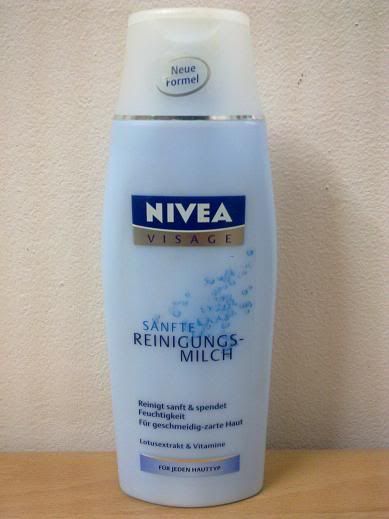 Neue
Formel
NIVEA
VISAGE
SANFTE
REINIGUNGS-
MILCH
Reinigt sanft & spendet
Feuchtigkeit
Für geschmeidig-zarte Haut
Lotusextrakt & Vitamine
FÜR JEDEN HAUTTYP